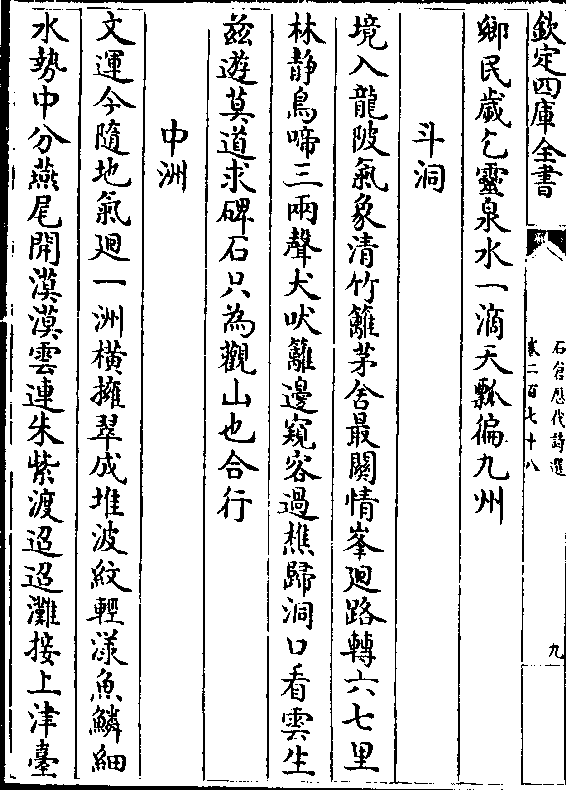 欽定四庫全書
石倉歷代詩選
卷二百七十八
九
鄉民歲乞靈泉水一滴天瓢徧九州
斗洞
境入龍陂氣象清竹籬茅舍最關情峯廻路轉六七里
林静鳥啼三兩聲犬吠籬邊窺客過樵歸洞口看雲生
兹遊莫道求碑石只為觀山也合行
中洲
文運今隨地氣廻一洲橫擁翠成堆波紋輕漾魚鱗細
水勢中分燕尾開漠漠雲連朱紫渡迢迢灘接上津臺